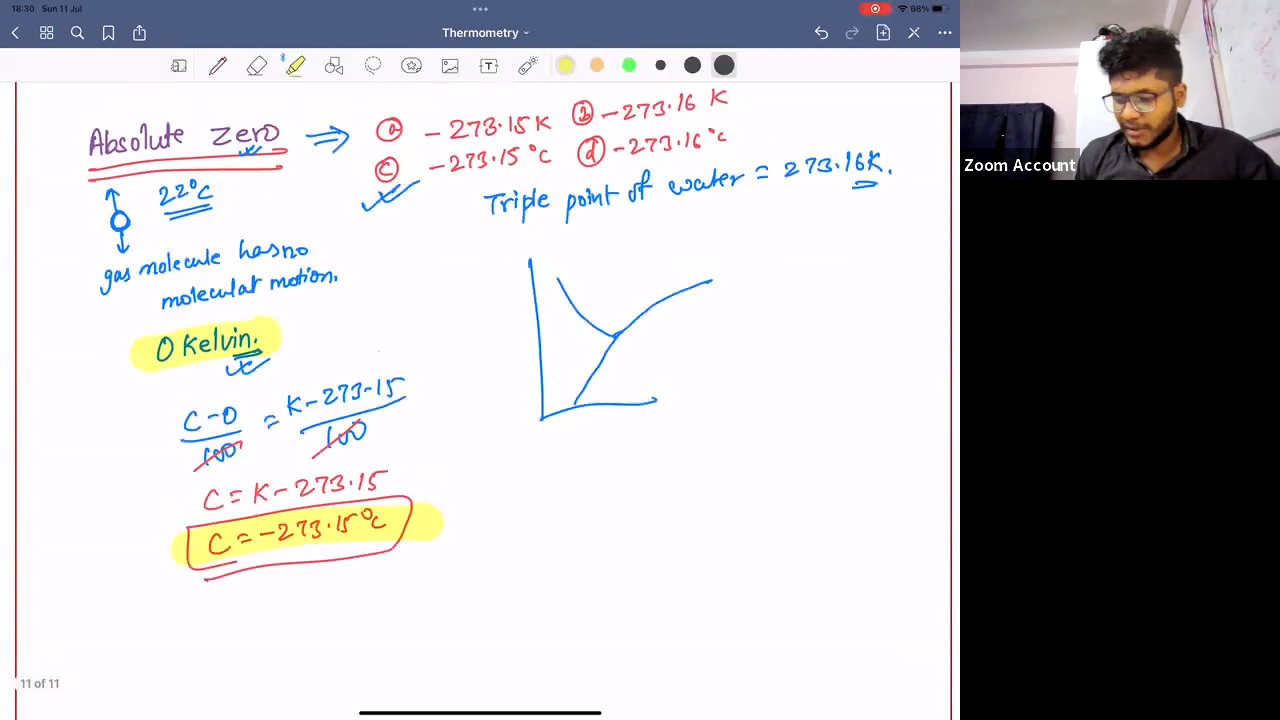 18:30 Sun 11 Jul
68%
Thermometry
Absolute Zero ⇒ ⓐ -273.15K ⓑ -273.16 K
ⓒ -273.15°C ⓓ -273.16°C
22°C
Triple point of water = 273.16K.
gas molecule has no
moleculat motion.
0 Kelvin.
C-0/100 = K-273-15/100
C = K-273.15
C = -273.15°C
11 of 11
Zoom Account